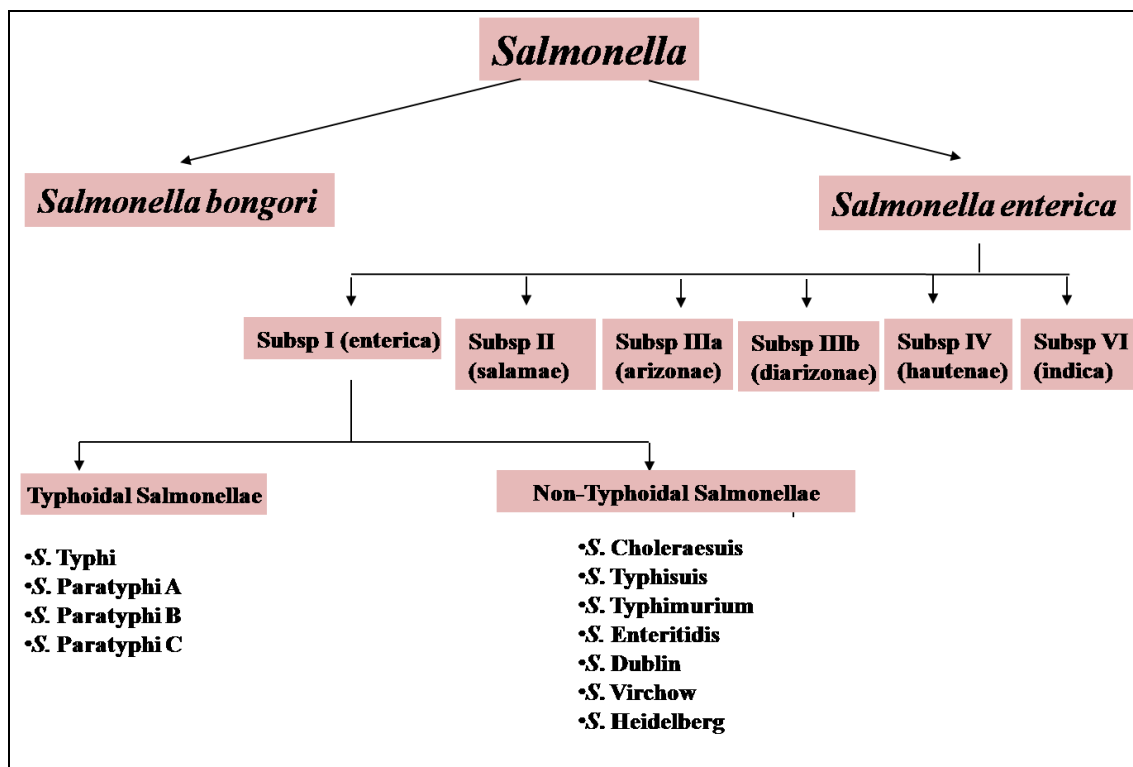 Salmonella
Salmonella bongori
Salmonella enterica
Subsp I (enterica)
Subsp II
(salamae)
Subsp IIIa
(arizonae)
Subsp IIIb
(diarizonae)
Subsp IV
(hautenae)
Subsp VI
(indica)
Typhoidal Salmonellae
•S. Typhi
•S. Paratyphi A
•S. Paratyphi B
•S. Paratyphi C
Non-Typhoidal Salmonellae
•S. Choleraesuis
•S. Typhisuis
•S. Typhimurium
•S. Enteritidis
•S. Dublin
•S. Virchow
•S. Heidelberg